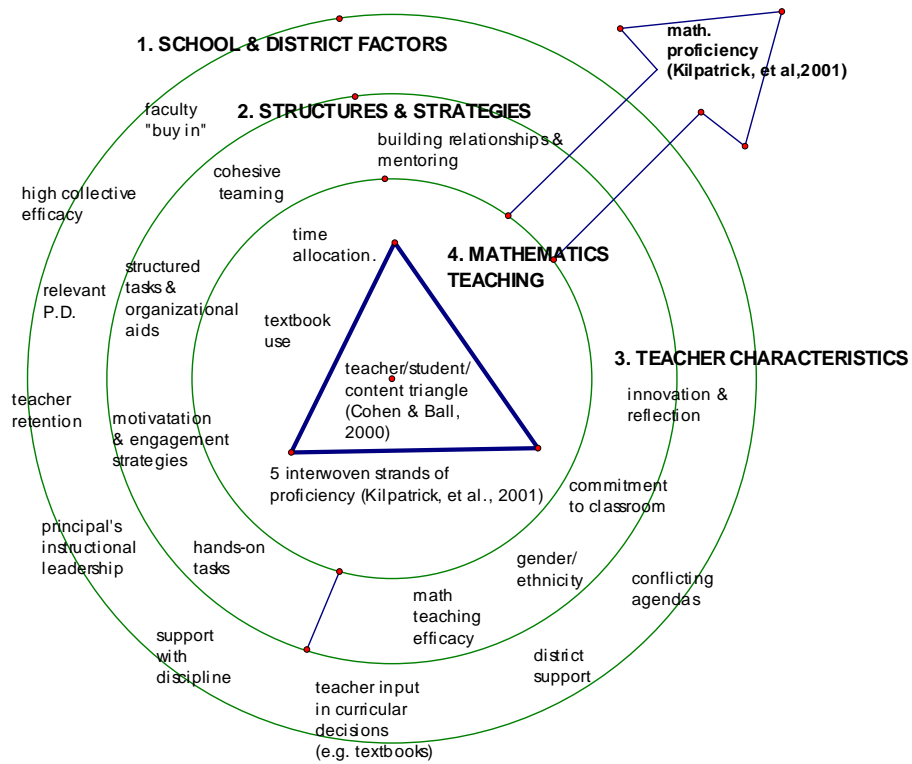 1. SCHOOL & DISTRICT FACTORS
math.
proficiency
(Kilpatrick, et al,2001)
2. STRUCTURES & STRATEGIES
faculty
"buy in"
building relationships &
mentoring
cohesive
teaming
high collective
efficacy
time
allocation.
4. MATHEMATICS
TEACHING
structured
tasks &
organizational
aids
relevant
P.D.
textbook
use
3. TEACHER CHARACTERISTICS
teacher/student/
content triangle
(Cohen & Ball,
2000)
innovation &
reflection
teacher
retention
motivatation
& engagement
strategies
5 interwoven strands of
proficiency (Kilpatrick, et al., 2001)
commitment
to classroom
principal's
instructional
leadership
hands-on
tasks
gender/
ethnicity
conflicting
agendas
math
teaching
efficacy
support
with
discipline
district
support
teacher input
in curricular
decisions
(e.g. textbooks)